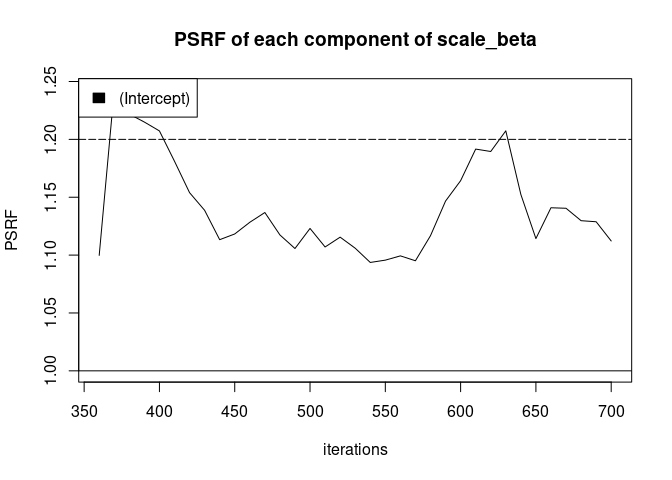 PSRF of each component of scale_beta
(Intercept)
1.25
1.20
1.15
1.10
1.05
1.00
PSRF
350 400 450 500 550 600 650 700
iterations